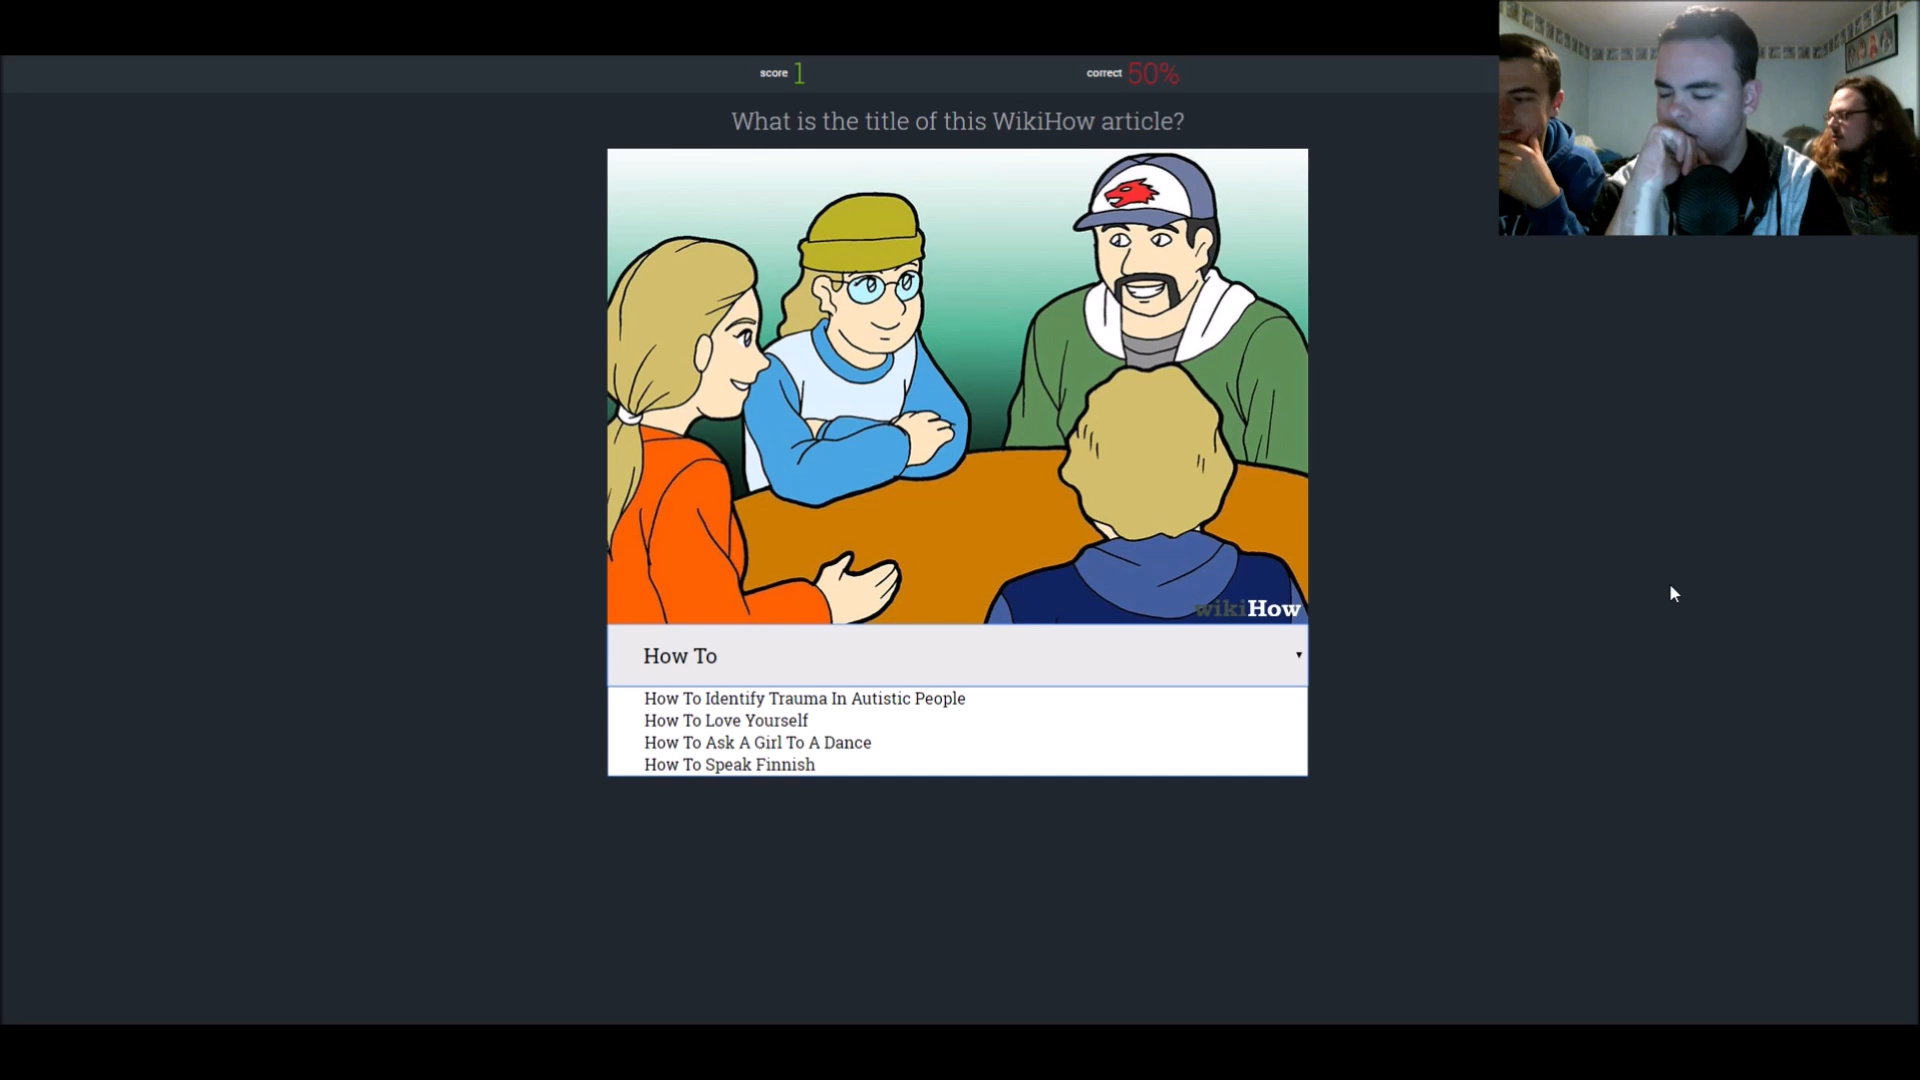 score 1
correct 50%
What is the title of this WikiHow article?
wikiHow
How To
How To Identify Trauma In Autistic People
How To Love Yourself
How To Ask A Girl To A Dance
How To Speak Finnish